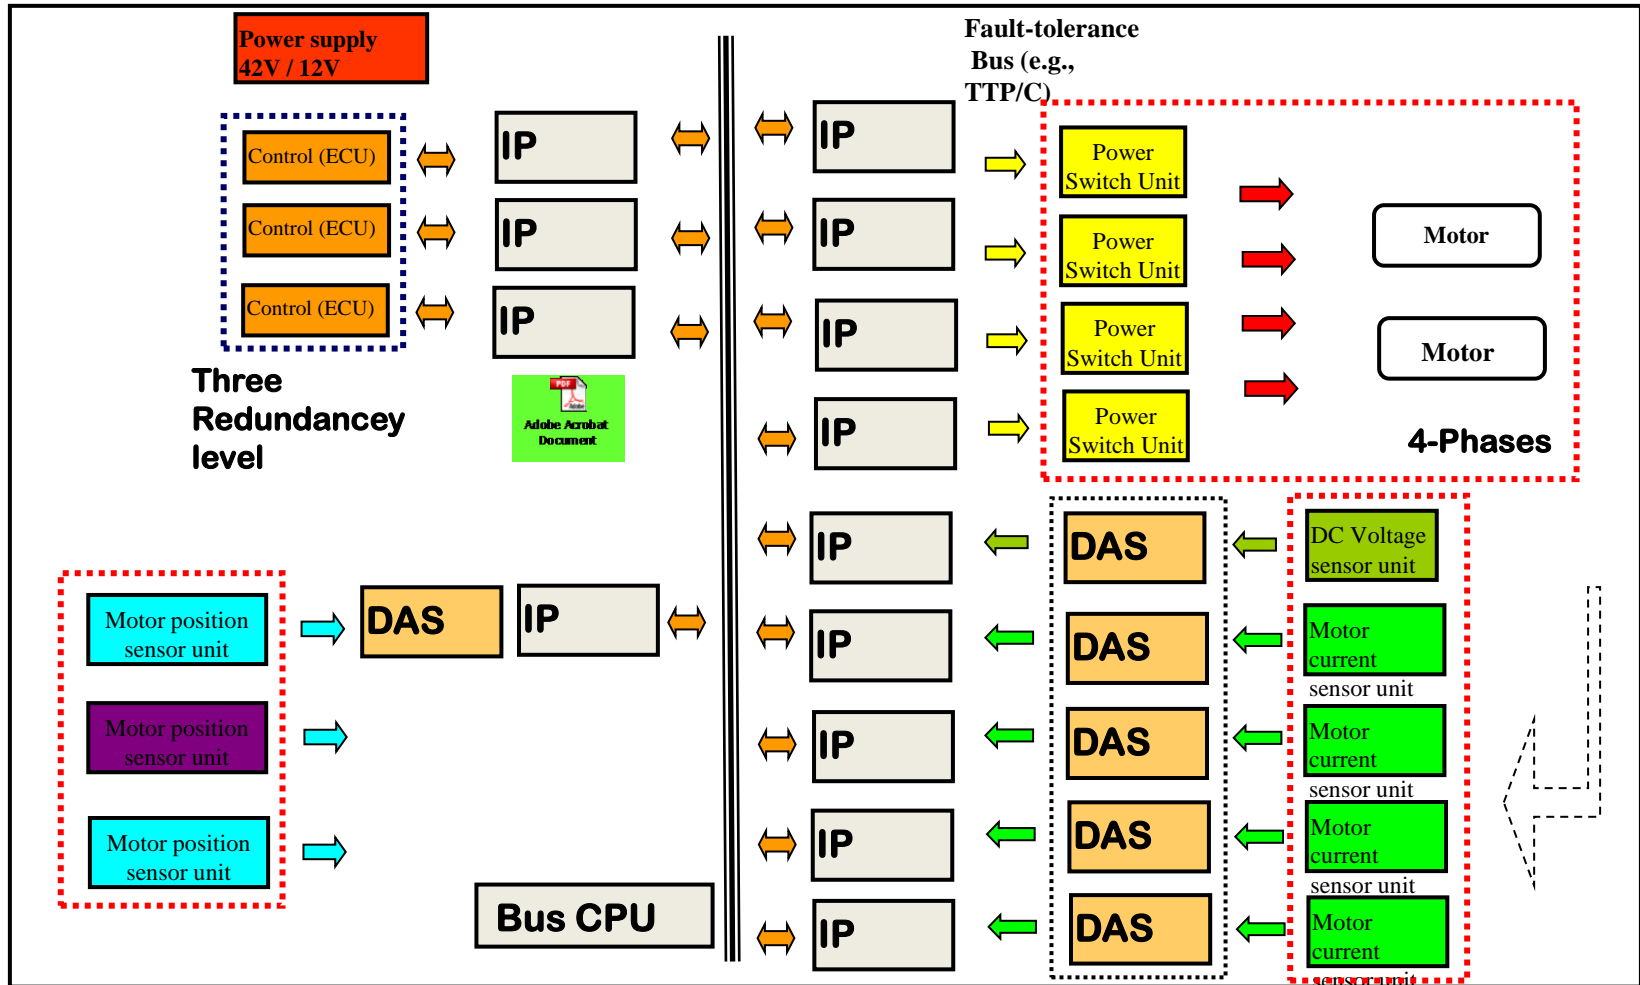 Power supply
42V / 12V
Fault-tolerance
Bus (e.g.,
TTP/C)
Control (ECU)
IP
IP
Power
Switch Unit
Control (ECU)
IP
IP
Power
Switch Unit
Motor
Control (ECU)
IP
IP
Power
Switch Unit
Motor
Three
Redundancey
level
PDF
Adobe
Adobe Acrobat
Document
IP
Power
Switch Unit
4-Phases
IP
DAS
DC Voltage
sensor unit
Motor position
sensor unit
DAS
IP
IP
DAS
Motor
current
sensor unit
Motor position
sensor unit
IP
DAS
Motor
current
sensor unit
Motor position
sensor unit
IP
DAS
Motor
current
sensor unit
Bus CPU
IP
DAS
Motor
current
sensor unit